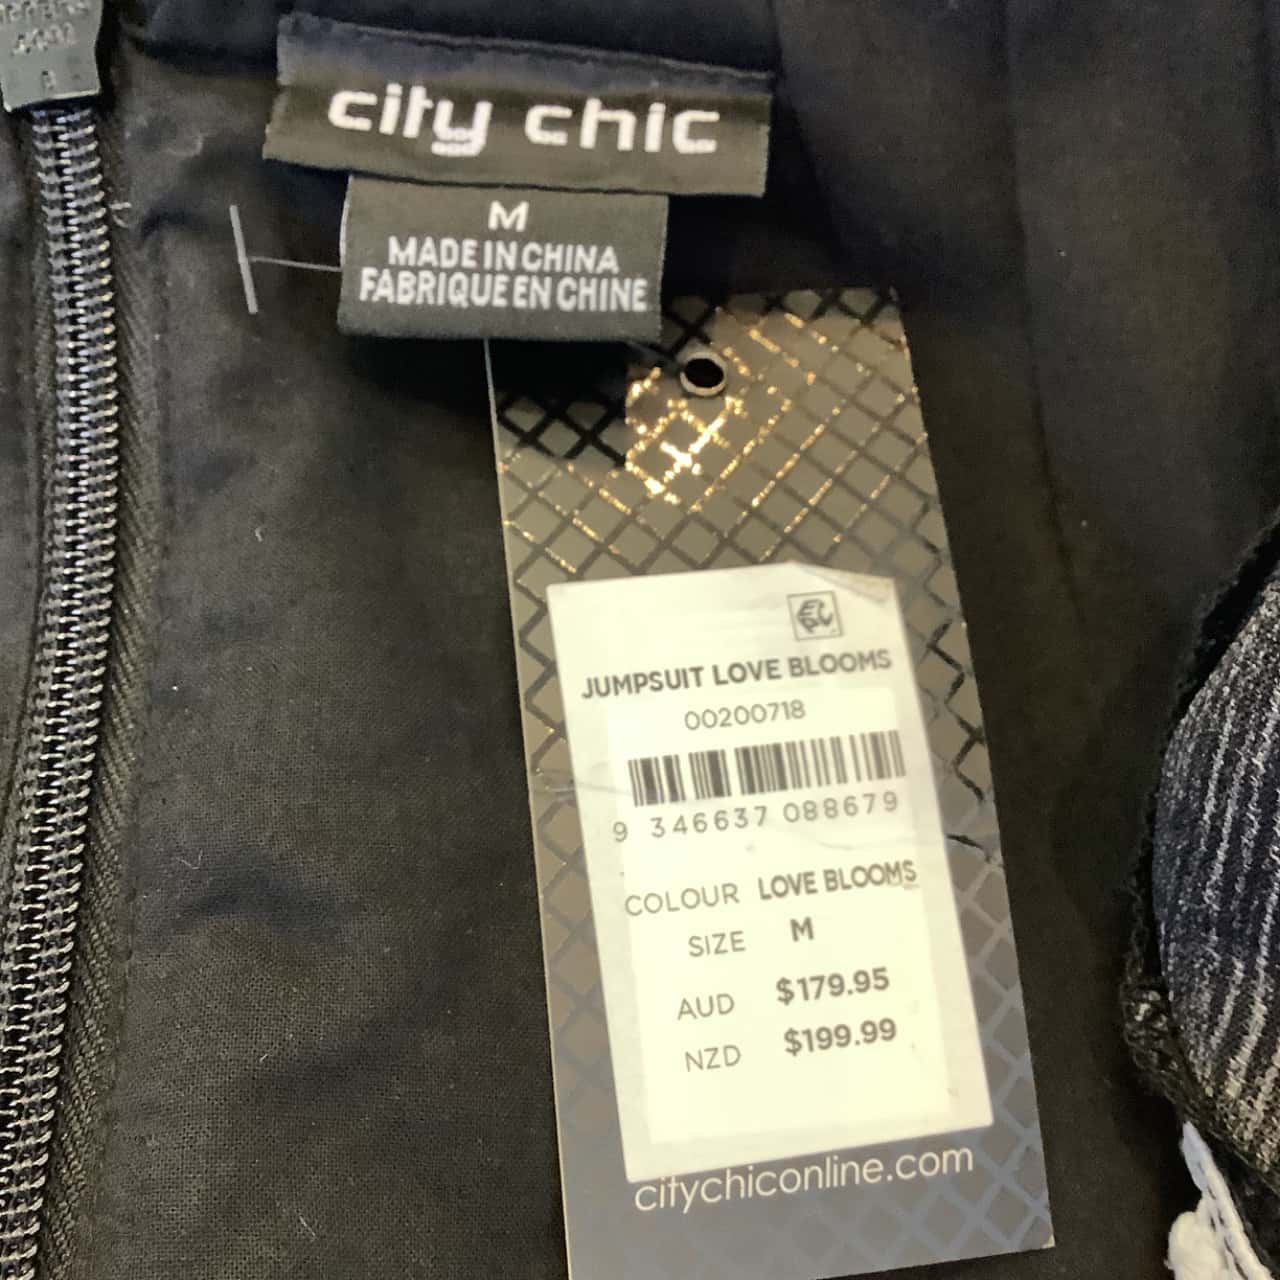 city chic
M
MADE IN CHINA
FABRIQUE EN CHINE
JUMPSUIT LOVE BLOOMS
00200718
9 346637 088679
COLOUR LOVE BLOOMS
SIZE M
AUD $179.95
NZD $199.99
citychiconline.com